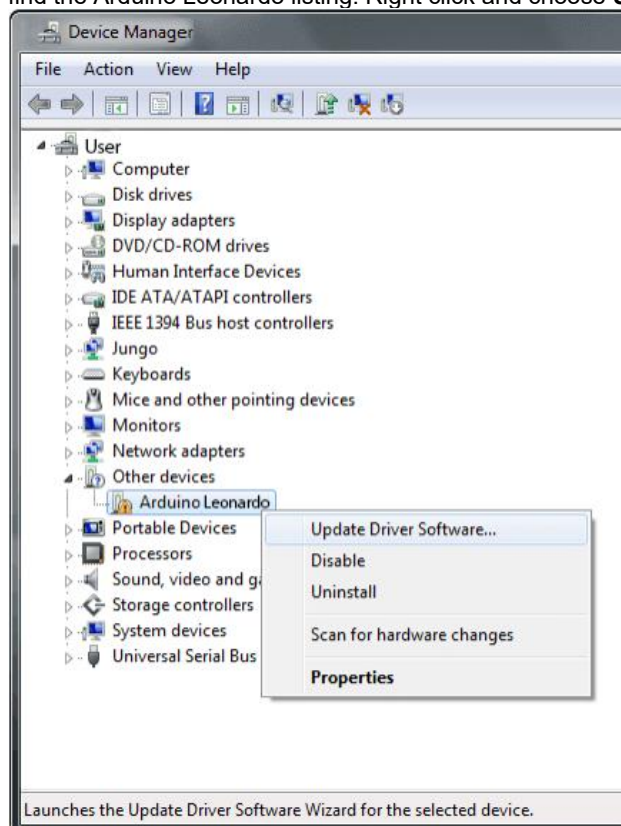 find the Arduino Leonardo listing. Right click and choose
Device Manager
File Action View Help
User
Computer
Disk drives
Display adapters
DVD/CD-ROM drives
Human Interface Devices
IDE ATA/ATAPI controllers
IEEE 1394 Bus host controllers
Jungo
Keyboards
Mice and other pointing devices
Monitors
Network adapters
Other devices
Arduino Leonardo
Portable Devices
Processors
Sound, video and ga
Storage controllers
System devices
Universal Serial Bus
Update Driver Software...
Disable
Uninstall
Scan for hardware changes
Properties
Launches the Update Driver Software Wizard for the selected device.